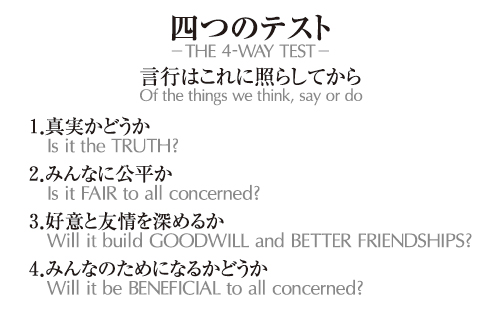 四つのテスト
－THE 4-WAY TEST－
言行はこれに照らしてから
Of the things we think, say or do
1.真実かどうか
Is it the TRUTH?
2.みんなに公平か
Is it FAIR to all concerned?
3.好意と友情を深めるか
Will it build GOODWILL and BETTER FRIENDSHIPS?
4.みんなのためになるかどうか
Will it be BENEFICIAL to all concerned?